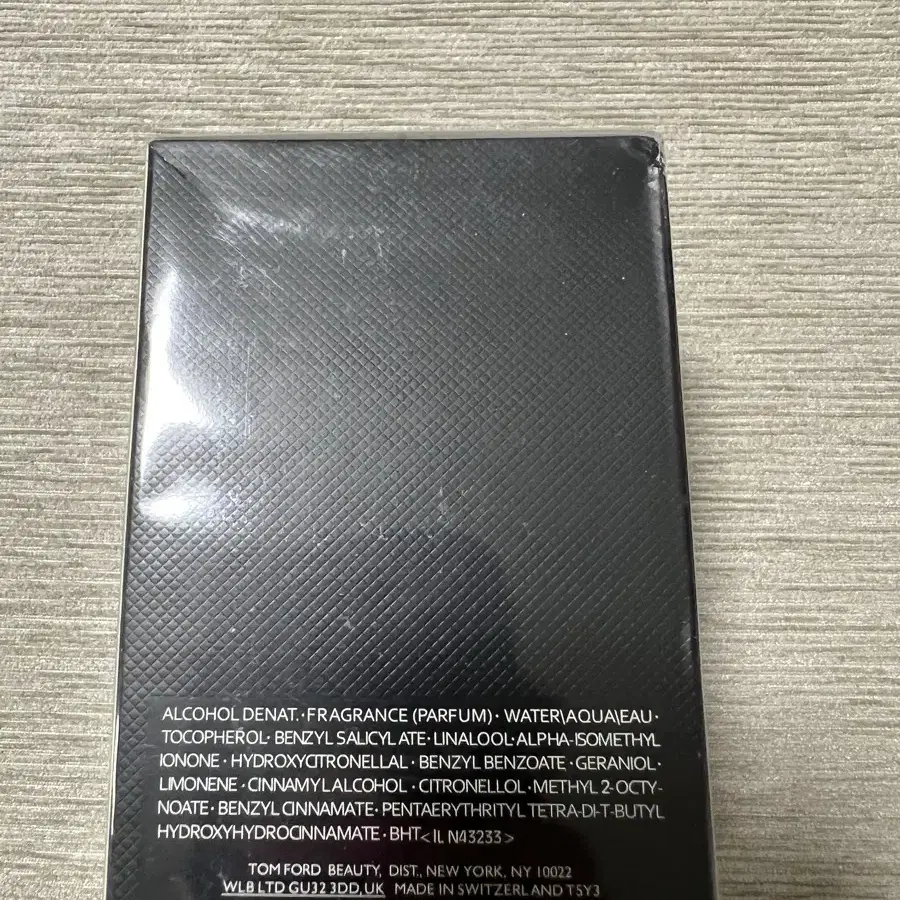 ALCOHOL DENAT.·FRAGRANCE (PARFUM)· WATER\AQUA\EAU·
TOCOPHEROL· BENZYL SALICYLATE·LINALOOL·ALPHA-ISOMETHYL
IONONE·HYDROXYCITRONELLAL·BENZYL BENZOATE·GERANIOL·
LIMONENE·CINNAMYL ALCOHOL·CITRONELLOL·METHYL 2-OCTY-
NOATE·BENZYL CINNAMATE·PENTAERYTHRITYL TETRA-DI-T-BUTYL
HYDROXYHYDROCINNAMATE·BHT<IL N43233>
TOM FORD BEAUTY, DIST., NEW YORK, NY 10022
WLB LTD GU32 3DD, UK MADE IN SWITZERLAND T5Y3